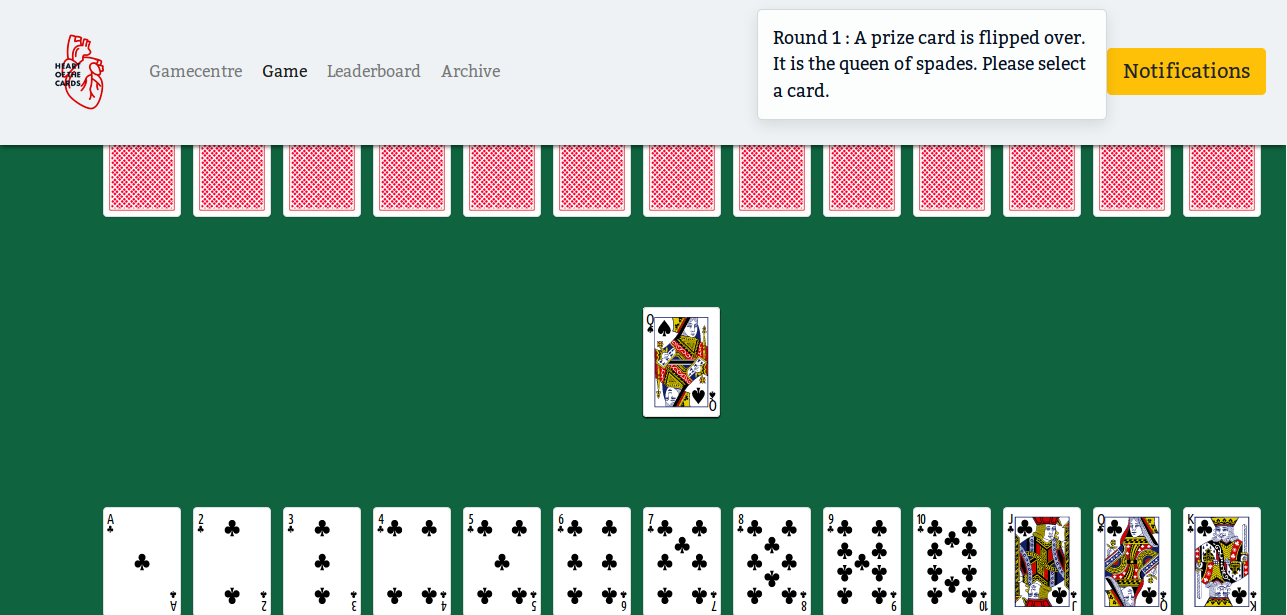 HEART
OF THE
CARDS
Gamecentre Game Leaderboard Archive
Round 1 : A prize card is flipped over.
It is the queen of spades. Please select
a card.
Notifications
Q
Q
A 2 3 4 5 6 7 8 9 10 J Q K
A 2 3 4 5 6 7 8 9 10 J Q K